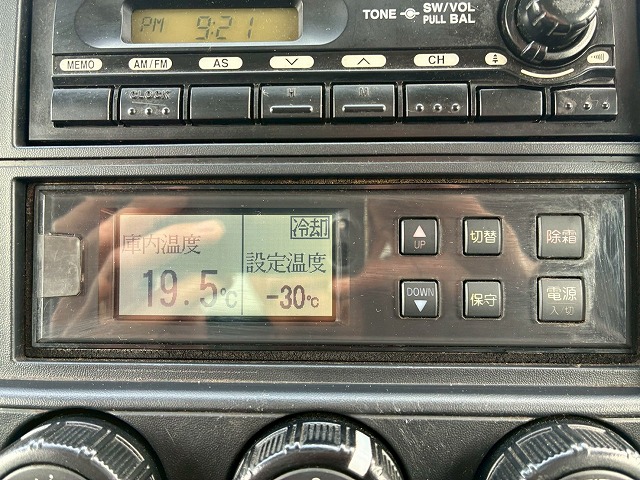 PM 9:21
TONE SW/VOL
PULL BAL
MEMO AM/FM AS CH
CLOCK H M
冷却
庫内温度 設定温度
19.5℃ -30℃
UP 切替 除霜
DOWN 保守 電源
入 切